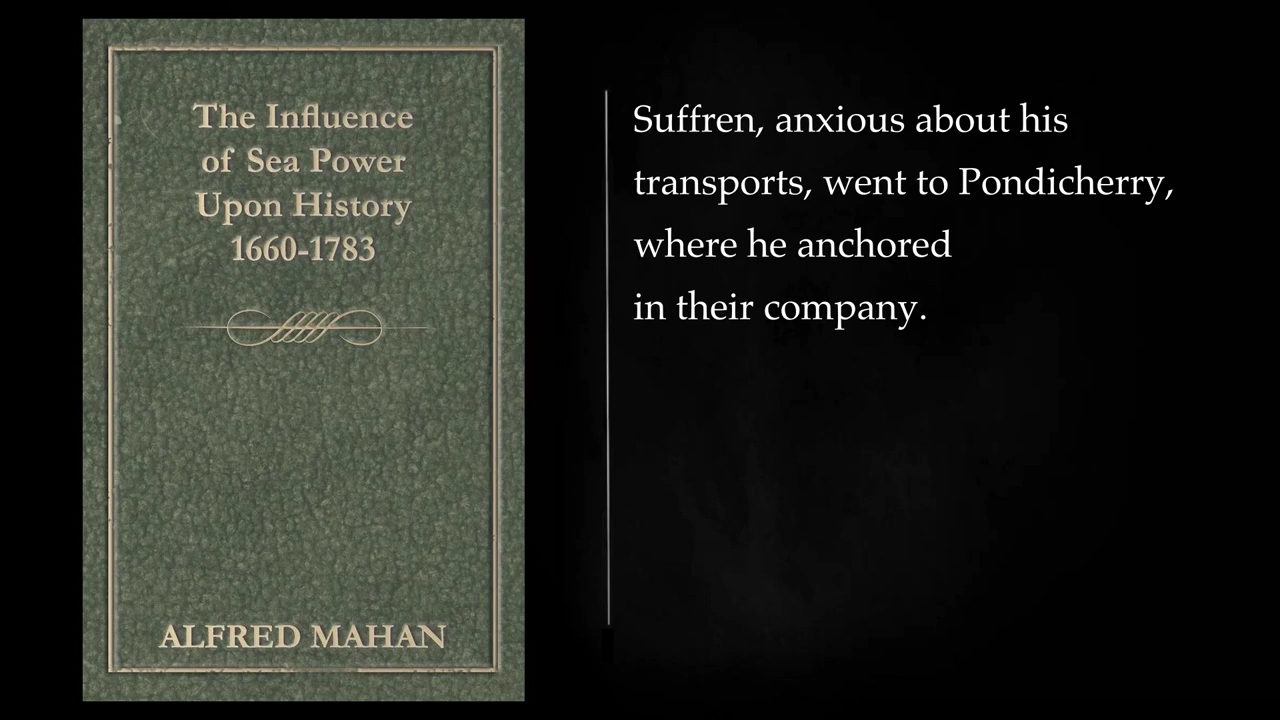 The Influence
of Sea Power
Upon History
1660-1783
ALFRED MAHAN
Suffren, anxious about his
transports, went to Pondicherry,
where he anchored
in their company.